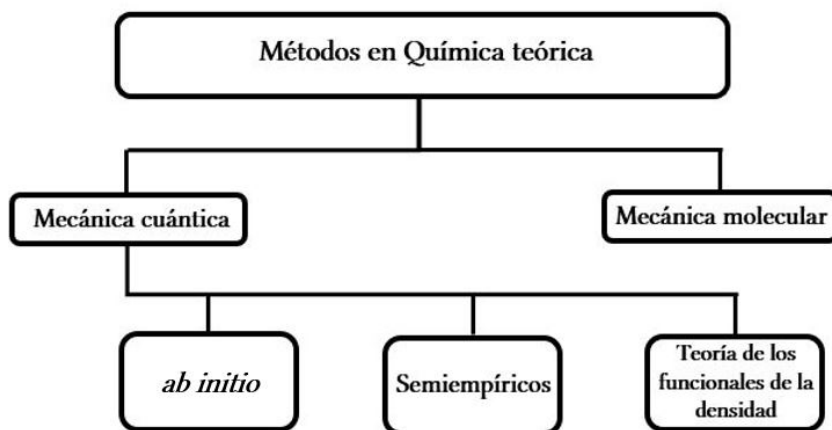 Métodos en Química teórica
Mecánica cuántica
Mecánica molecular
ab initio
Semiempíricos
Teoría de los
funcionales de la
densidad